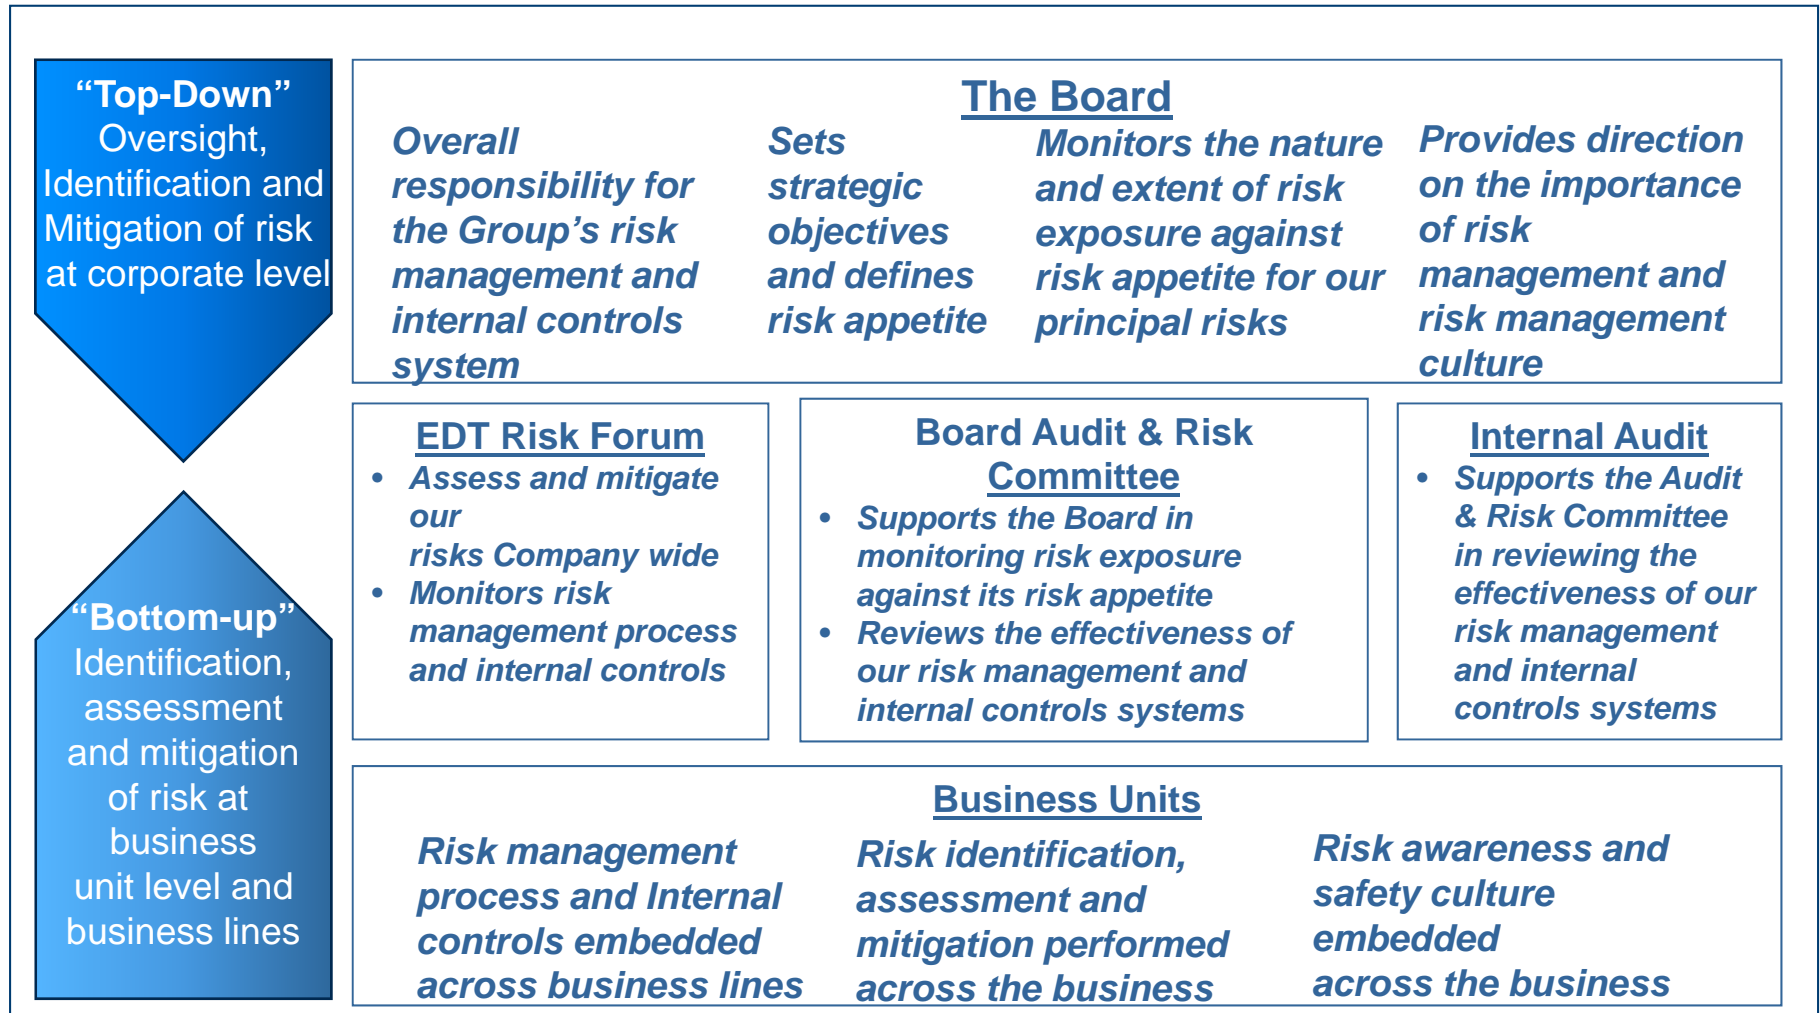 “Top-Down”
Oversight,
Identification and
Mitigation of risk
at corporate level
The Board
Overall
responsibility for
the Group’s risk
management and
internal controls
system
Sets
strategic
objectives
and defines
risk appetite
Monitors the nature
and extent of risk
exposure against
risk appetite for our
principal risks
Provides direction
on the importance
of risk
management and
risk management
culture
EDT Risk Forum
• Assess and mitigate
our
risks Company wide
• Monitors risk
management process
and internal controls
Board Audit & Risk
Committee
• Supports the Board in
monitoring risk exposure
against its risk appetite
• Reviews the effectiveness of
our risk management and
internal controls systems
Internal Audit
• Supports the Audit
& Risk Committee
in reviewing the
effectiveness of our
risk management
and internal
controls systems
“Bottom-up”
Identification,
assessment
and mitigation
of risk at
business
unit level and
business lines
Business Units
Risk management
process and Internal
controls embedded
across business lines
Risk identification,
assessment and
mitigation performed
across the business
Risk awareness and
safety culture
embedded
across the business